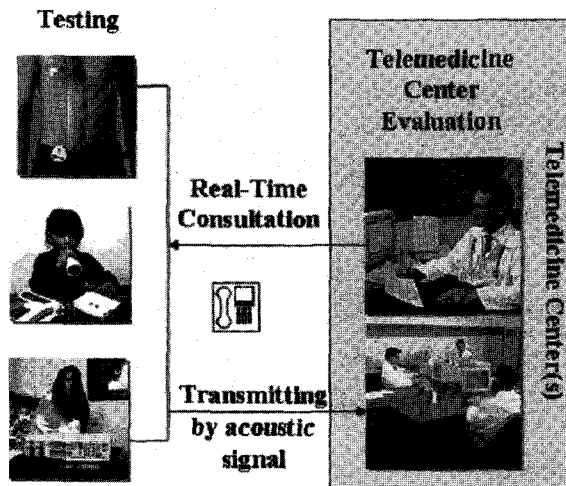 Testing
Telemedicine
Center
Evaluation
Real-Time
Consultation
Transmitting
by acoustic
signal
Telemedicine Center(s)